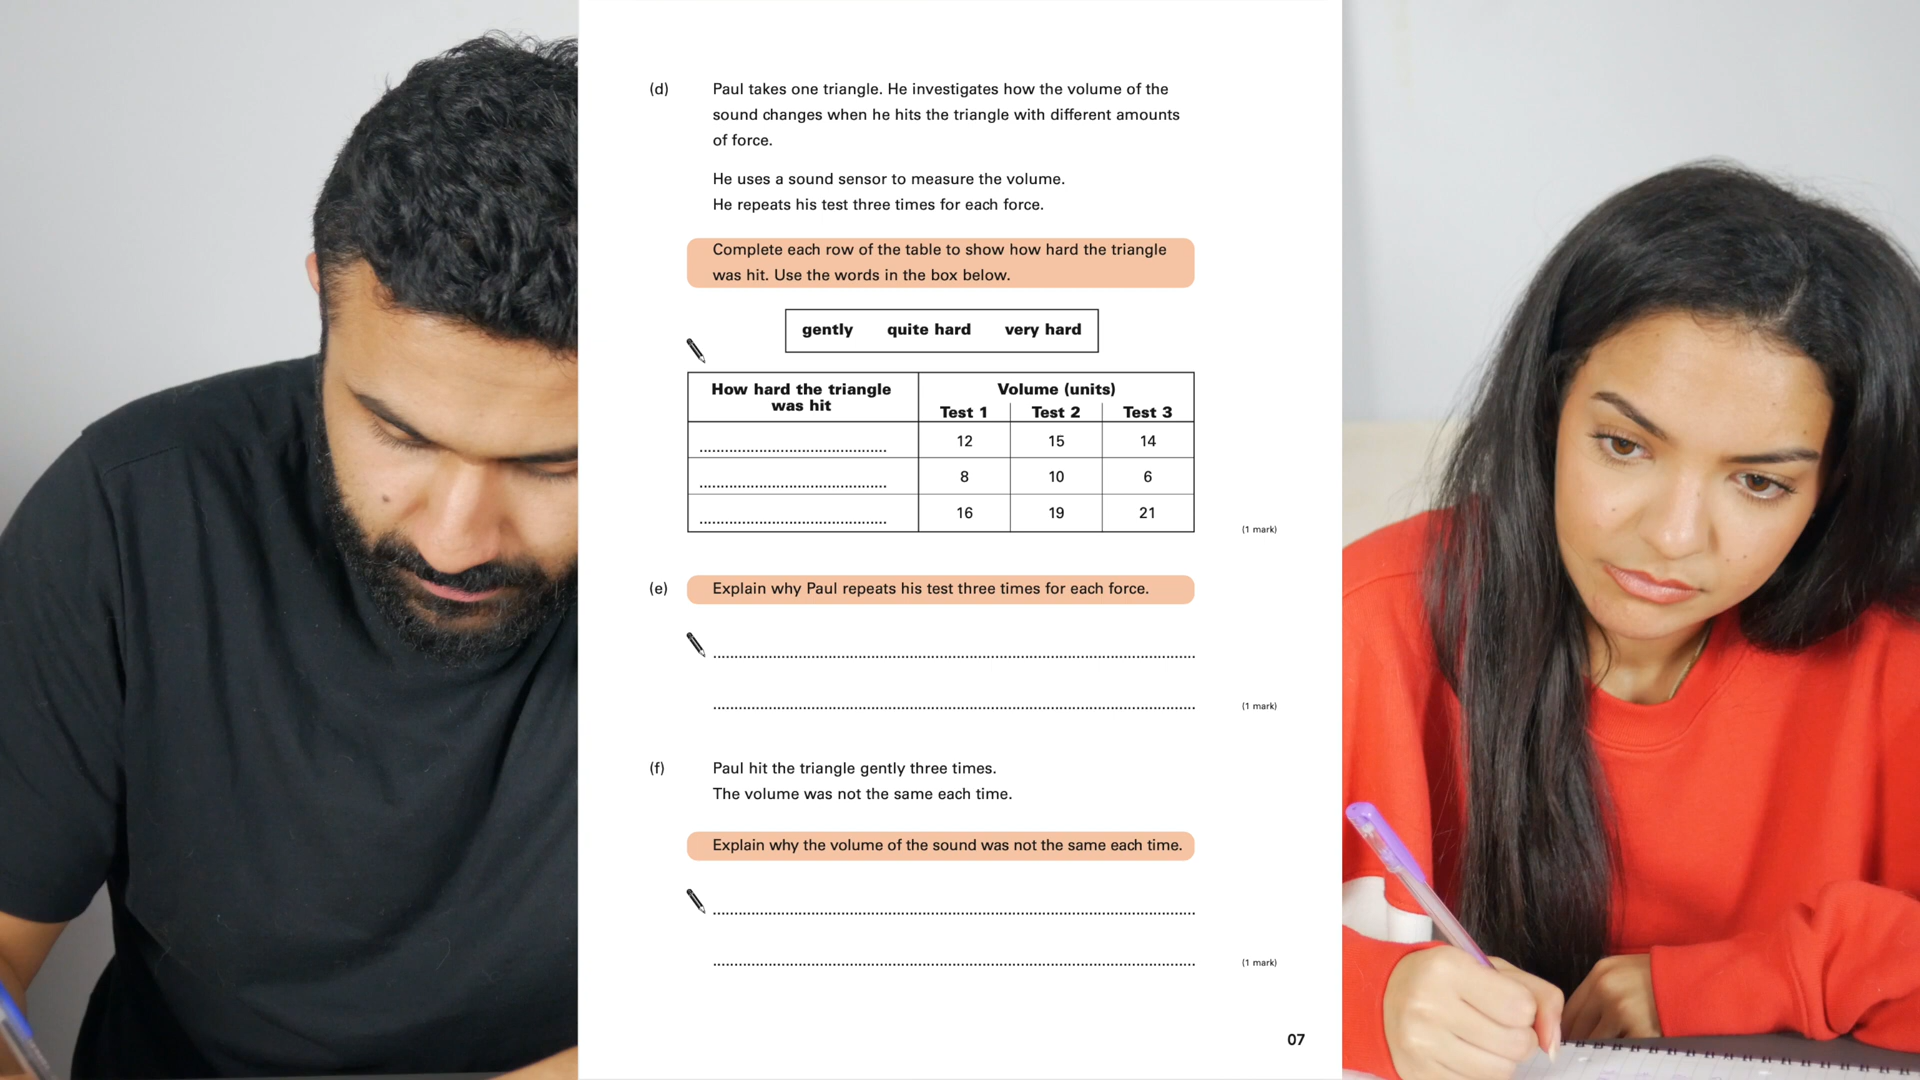 (d) Paul takes one triangle. He investigates how the volume of the
sound changes when he hits the triangle with different amounts
of force.
He uses a sound sensor to measure the volume.
He repeats his test three times for each force.
Complete each row of the table to show how hard the triangle
was hit. Use the words in the box below.
gently quite hard very hard
How hard the triangle
was hit
Volume (units)
Test 1 Test 2 Test 3
12 15 14
8 10 6
16 19 21
(1 mark)
(e) Explain why Paul repeats his test three times for each force.
(1 mark)
(f) Paul hit the triangle gently three times.
The volume was not the same each time.
Explain why the volume of the sound was not the same each time.
(1 mark)
07